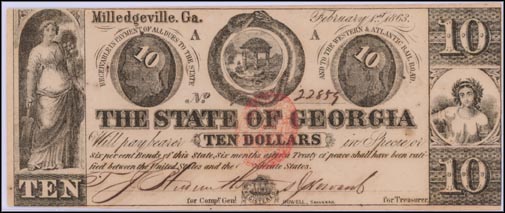 Milledgeville, Ga. February 1st 1863.
A A
RECEIVABLE IN PAYMENT OF ALL DUES TO THE STATE
10
AND TO THE WESTERN & ATLANTIC RAIL ROAD.
10
10
No. 22859
THE STATE OF GEORGIA
Will pay bearer TEN DOLLARS in Specie or
Six per cent Bonds of this State, Six months after a Treaty of peace shall have been rati
fied between the United States and the Confederate States.
TEN
10
for Compt Genl for Treasurer